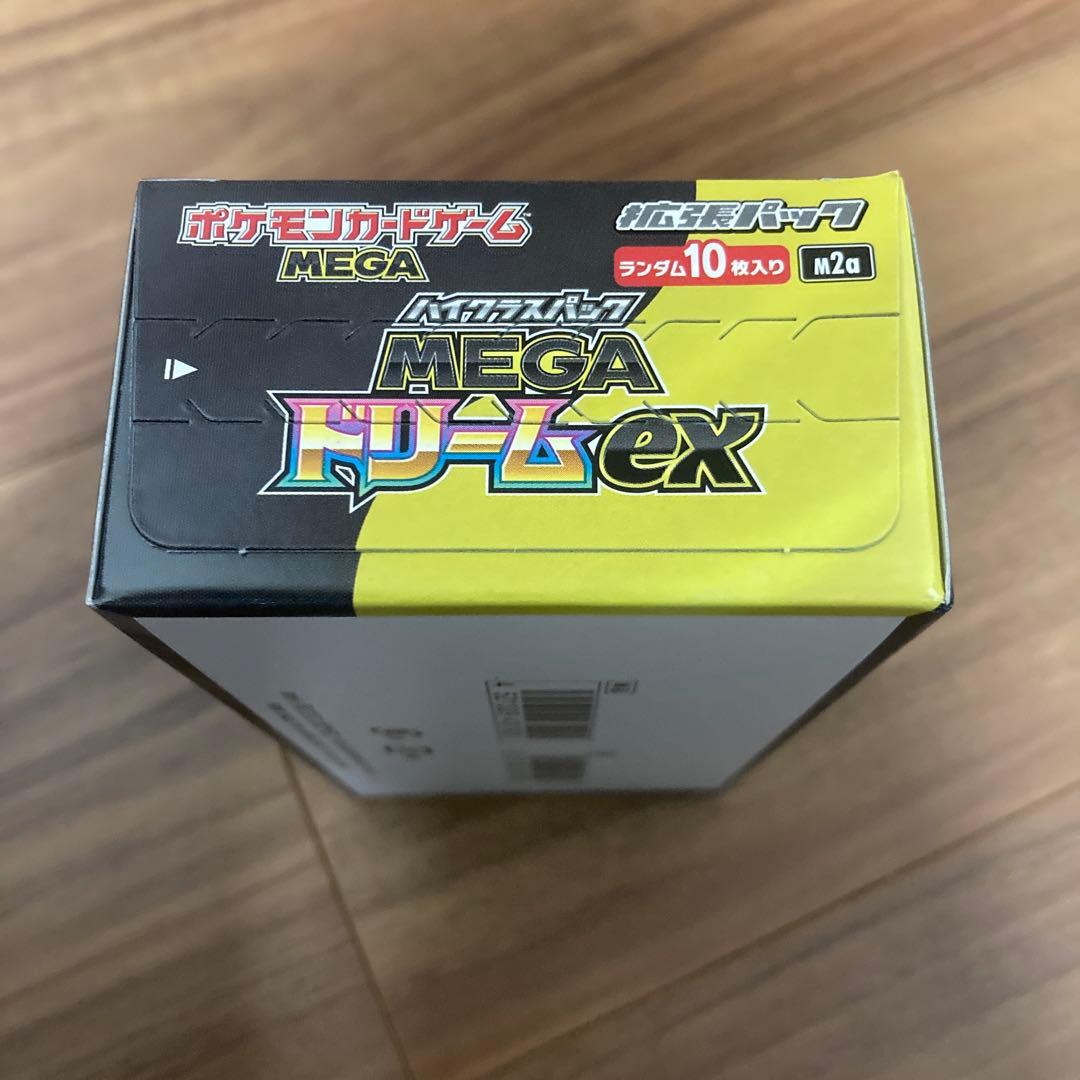 ポケモンカードゲーム
MEGA
拡張パック
ランダム10枚入り
M2a
ハイクラスパック
MEGA
ドリームex